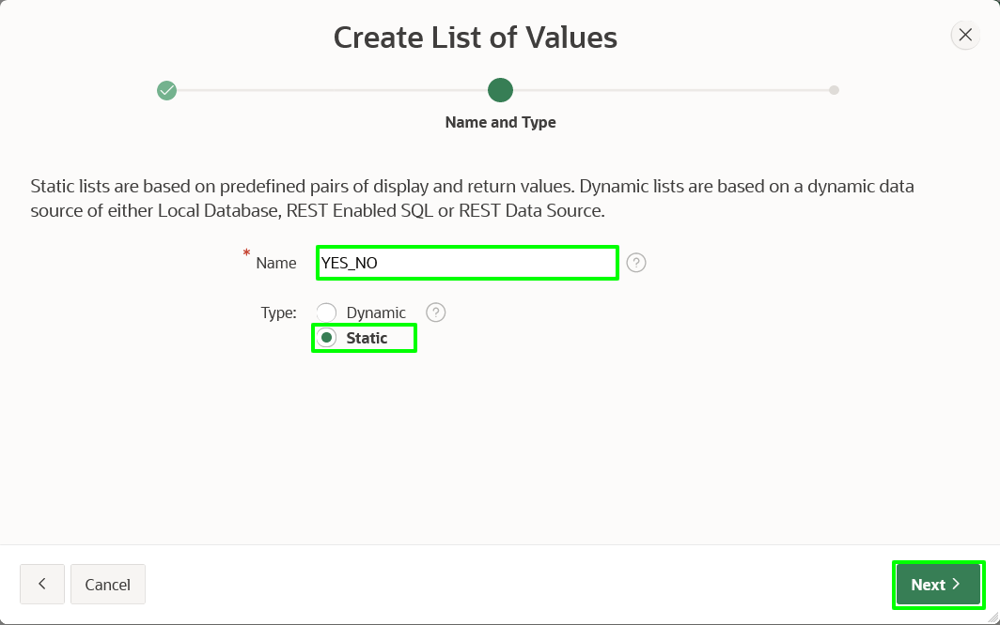 Create List of Values
Name and Type
Static lists are based on predefined pairs of display and return values. Dynamic lists are based on a dynamic data
source of either Local Database, REST Enabled SQL or REST Data Source.
* Name YES_NO ?
Type: Dynamic ?
Static
Cancel Next